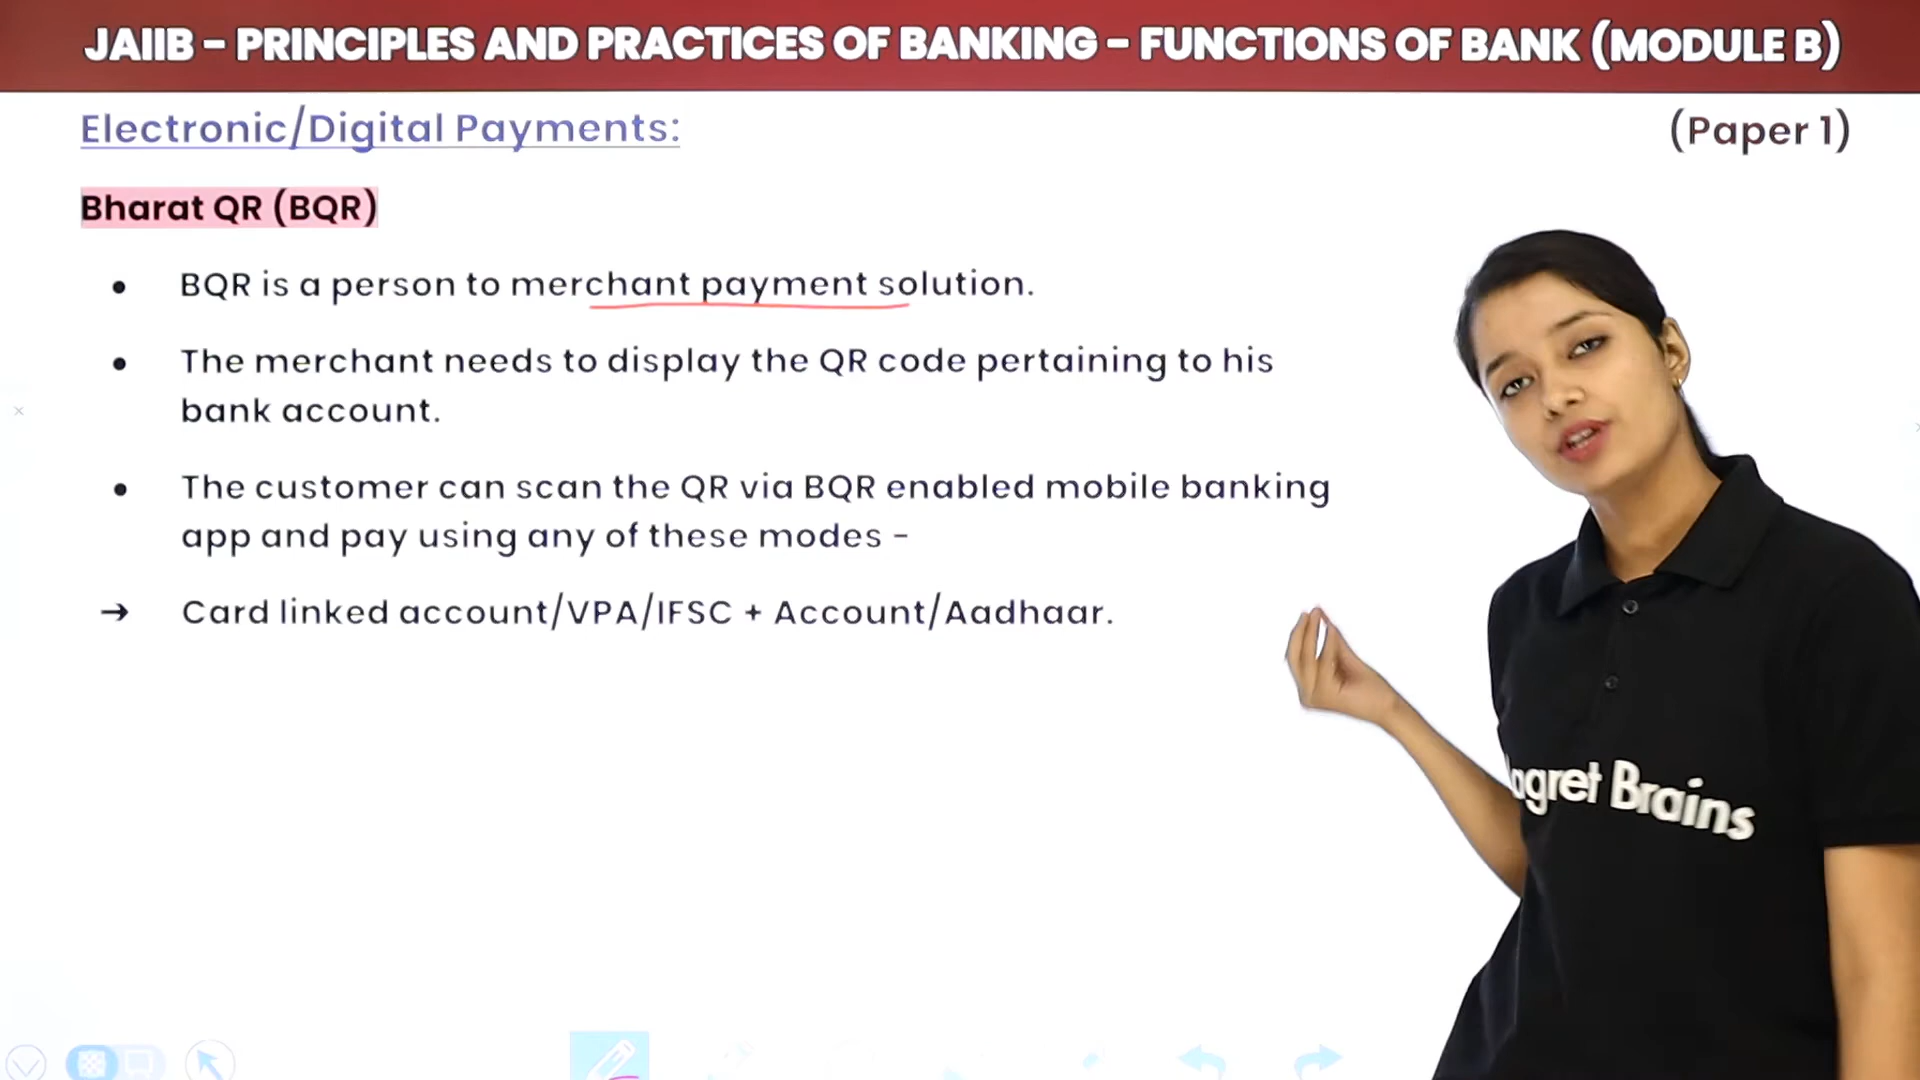 JAIIB - PRINCIPLES AND PRACTICES OF BANKING - FUNCTIONS OF BANK (MODULE B)
Electronic/Digital Payments:
(Paper 1)
Bharat QR (BQR)
• BQR is a person to merchant payment solution.
• The merchant needs to display the QR code pertaining to his
bank account.
• The customer can scan the QR via BQR enabled mobile banking
app and pay using any of these modes -
→ Card linked account/VPA/IFSC + Account/Aadhaar.
agret Brains